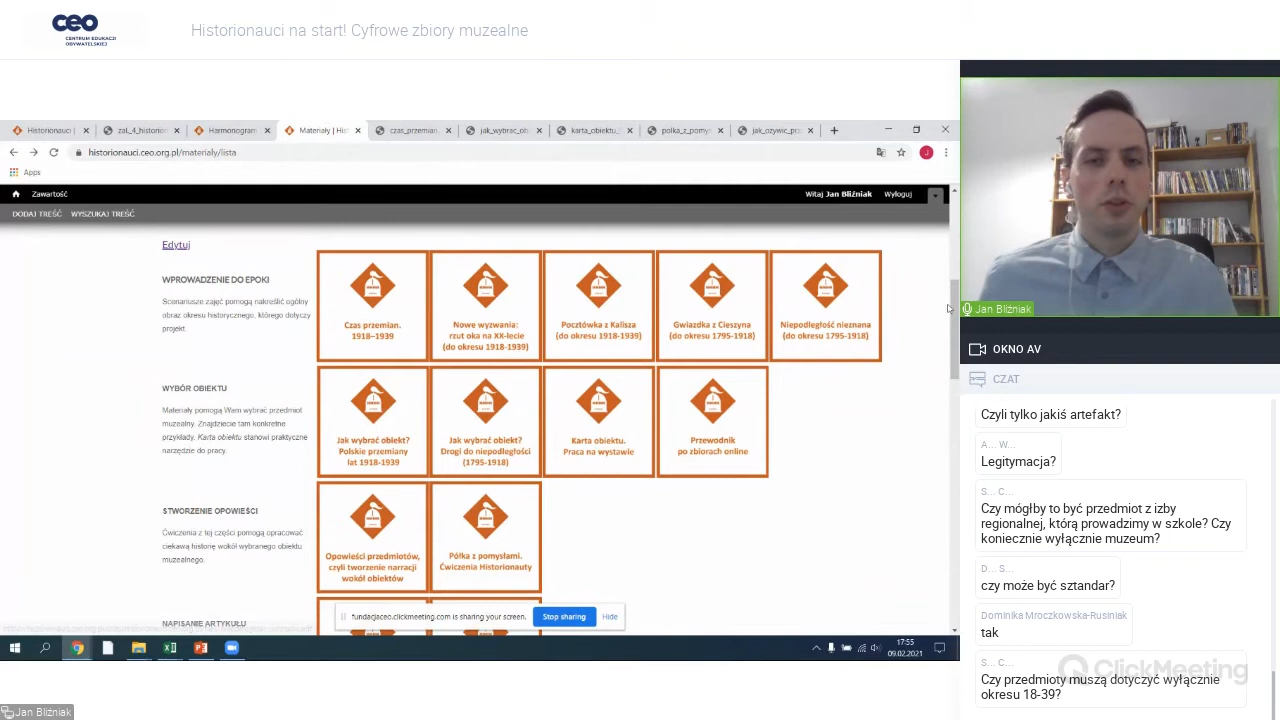 ceo
CENTRUM EDUKACJI
OBYWATELSKIEJ
Historionauci na start! Cyfrowe zbiory muzealne
Historionauci |
zał_4_historion
Harmonogram
Materiały | His
czas_przemian.
jak_wybrac_ob
karta_obiektu_
polka_z_pomys
jak_ozywic_prz
historionauci.ceo.org.pl/materialy/lista
J
Apps
Zawartość
Witaj Jan Bliźniak
Wyloguj
DODAJ TREŚĆ WYSZUKAJ TREŚĆ
Edytuj
WPROWADZENIE DO EPOKI
Scenariusze zajęć pomogą nakreślić ogólny
obraz okresu historycznego, którego dotyczy
projekt.
Czas przemian.
1918–1939
Nowe wyzwania:
rzut oka na XX-lecie
(do okresu 1918-1939)
Pocztówka z Kalisza
(do okresu 1918-1939)
Gwiazdka z Cieszyna
(do okresu 1795-1918)
Niepodległość nieznana
(do okresu 1795-1918)
WYBÓR OBIEKTU
Materiały pomogą Wam wybrać przedmiot
muzealny. Znajdziecie tam konkretne
przykłady. Karta obiektu stanowi praktyczne
narzędzie do pracy.
Jak wybrać obiekt?
Polskie przemiany
lat 1918-1939
Jak wybrać obiekt?
Drogi do niepodległości
(1795-1918)
Karta obiektu.
Praca na wystawie
Przewodnik
po zbiorach online
STWORZENIE OPOWIEŚCI
Ćwiczenia z tej części pomogą opracować
ciekawą historię wokół wybranego obiektu
muzealnego.
Opowieści przedmiotów,
czyli tworzenie narracji
wokół obiektów
Półka z pomysłami.
Ćwiczenia Historionauty
NAPISANIE ARTYKUŁU
fundacjaceo.clickmeeting.com is sharing your screen.
Stop sharing
Hide
17:55
09.02.2021
Jan Bliźniak
Jan Bliźniak
OKNO AV
CZAT
Czyli tylko jakiś artefakt?
A... W...
Legitymacja?
S... C...
Czy mógłby to być przedmiot z izby
regionalnej, którą prowadzimy w szkole? Czy
koniecznie wyłącznie muzeum?
D... S...
czy może być sztandar?
Dominika Mroczkowska-Rusiniak
tak
S... C...
Czy przedmioty muszą dotyczyć wyłącznie
okresu 18-39?
ClickMeeting